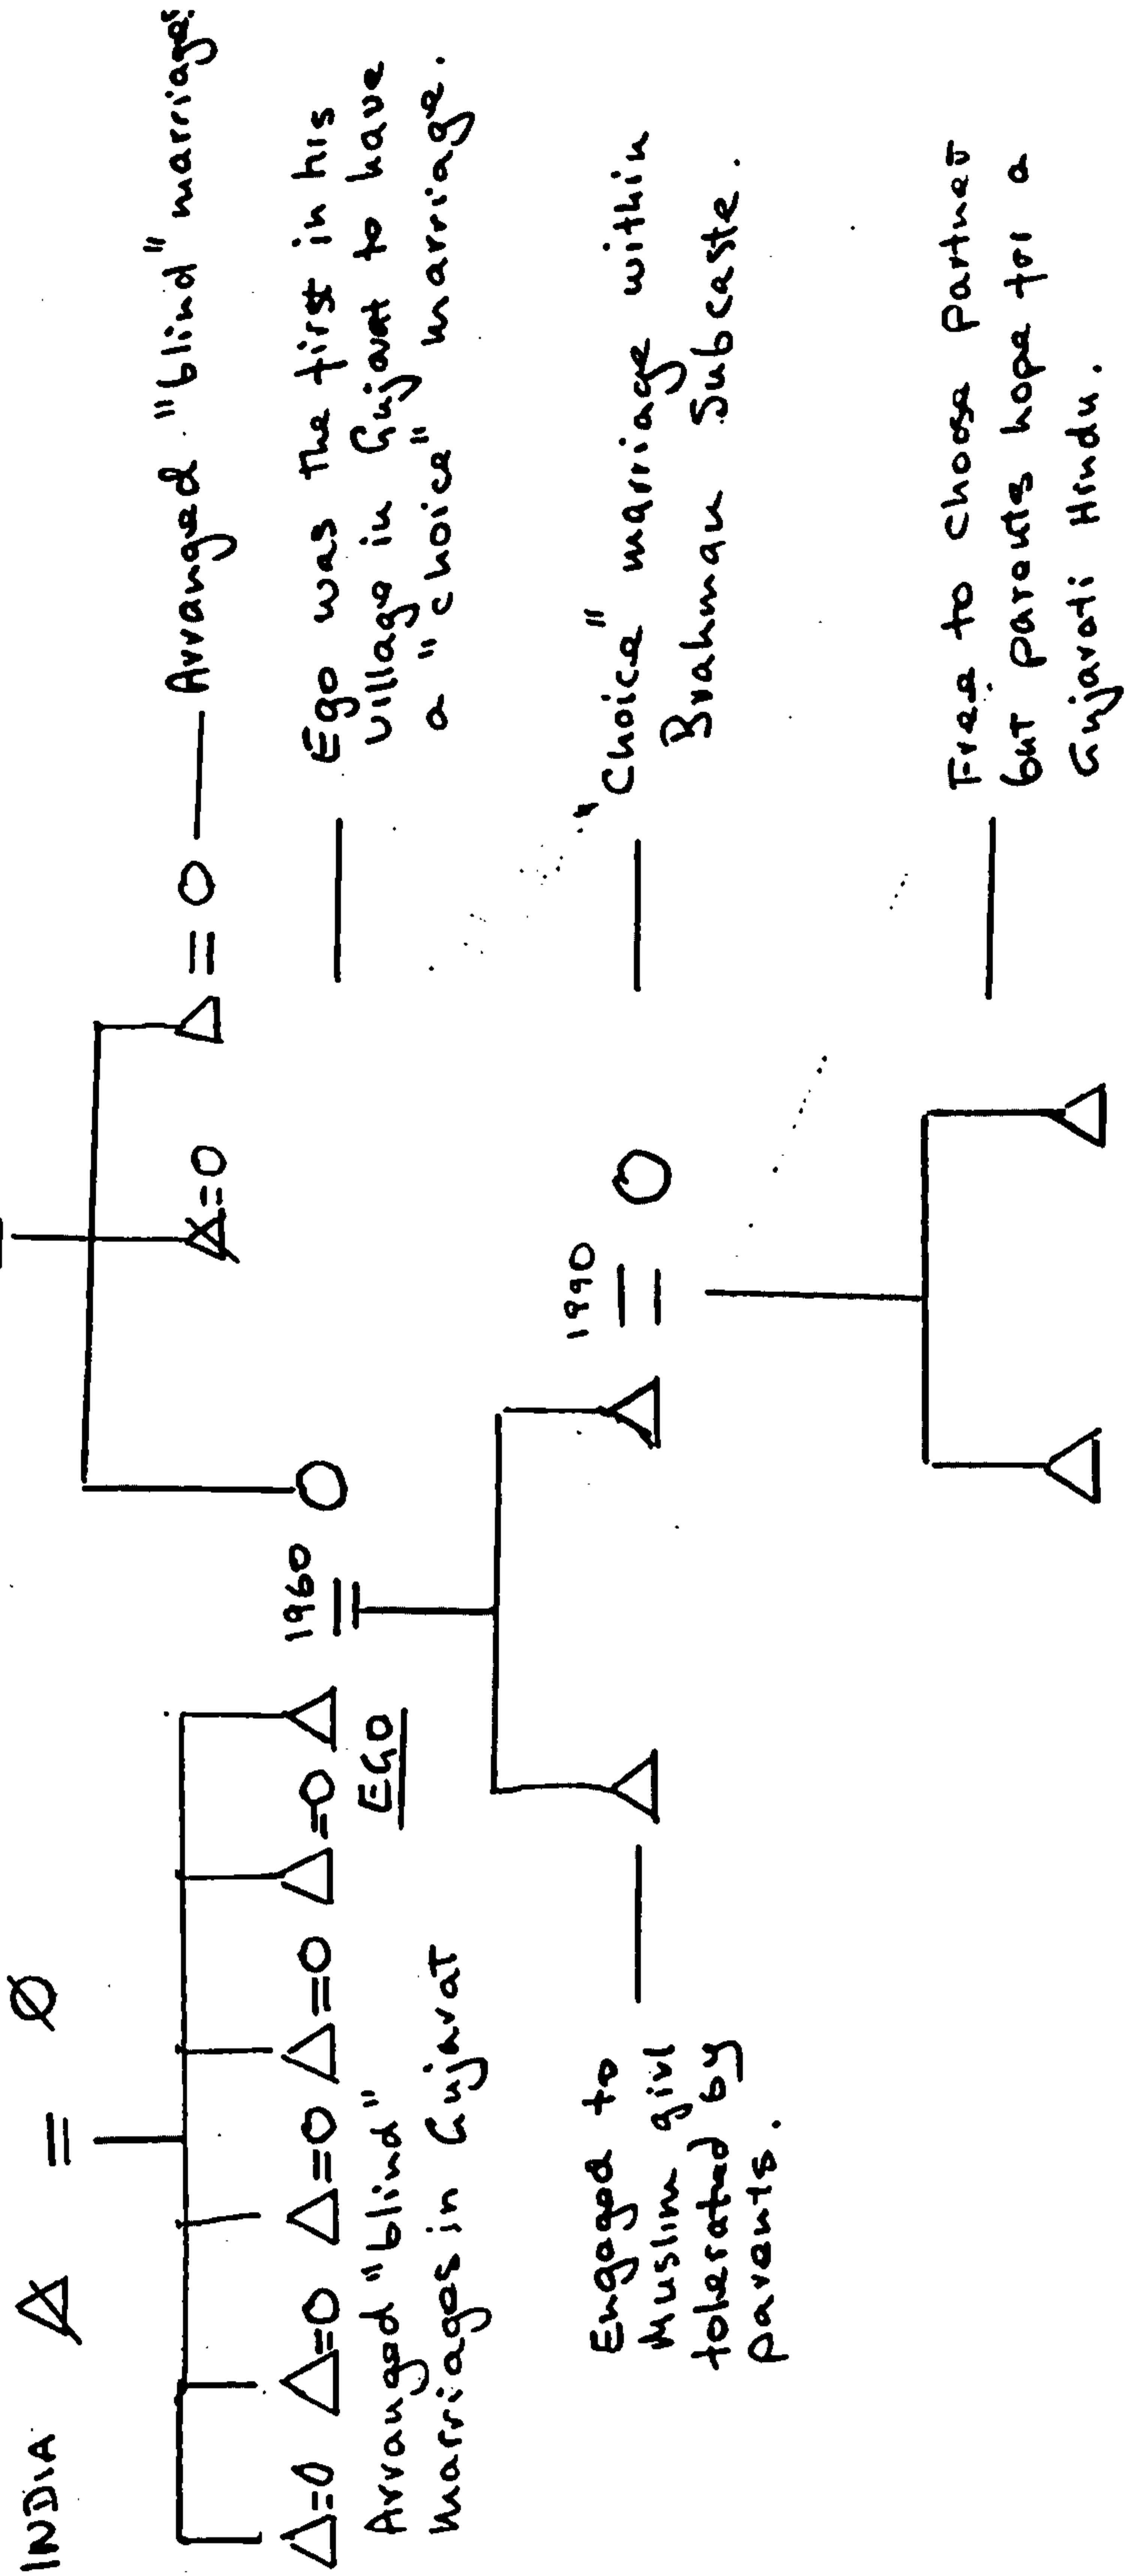 INDIA
Arranged "blind" marriages
Ego was the first in his
village in Gujarat to have
a "choice" marriage.
1960
EGO
Arranged "blind"
marriages in Gujarat
1990
"Choice" marriage within
Brahman Subcaste.
Engaged to
Muslim girl
tolerated by
parents.
Free to choose partner
but parents hope for a
Gujarati Hindu.